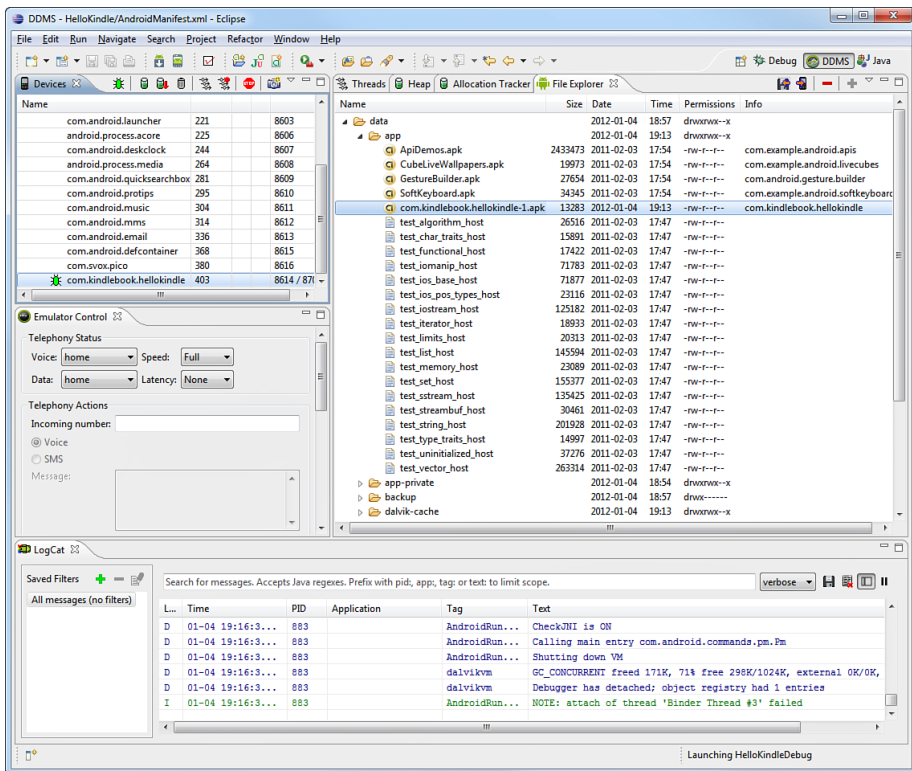 DDMS - HelloKindle/AndroidManifest.xml - Eclipse
File Edit Run Navigate Search Project Refactor Window Help
Debug DDMS Java
Devices
Name
com.android.launcher 221 8603
android.process.acore 225 8606
com.android.deskclock 244 8607
android.process.media 264 8608
com.android.quicksearchbox 281 8609
com.android.protips 295 8610
com.android.music 304 8611
com.android.mms 314 8612
com.android.email 336 8613
com.android.defcontainer 368 8615
com.svox.pico 380 8616
com.kindlebook.hellokindle 403 8614 / 87
Emulator Control
Telephony Status
Voice: home Speed: Full
Data: home Latency: None
Telephony Actions
Incoming number:
Voice
SMS
Message:
Threads Heap Allocation Tracker File Explorer
Name Size Date Time Permissions Info
data 2012-01-04 18:57 drwxrwx--x
app 2012-01-04 19:13 drwxrwx--x
ApiDemos.apk 2433473 2011-02-03 17:54 -rw-r--r-- com.example.android.apis
CubeLiveWallpapers.apk 19973 2011-02-03 17:54 -rw-r--r-- com.example.android.livecubes
GestureBuilder.apk 27654 2011-02-03 17:54 -rw-r--r-- com.android.gesture.builder
SoftKeyboard.apk 34345 2011-02-03 17:54 -rw-r--r-- com.example.android.softkeyboard
com.kindlebook.hellokindle-1.apk 13283 2012-01-04 19:13 -rw-r--r-- com.kindlebook.hellokindle
test_algorithm_host 26516 2011-02-03 17:47 -rw-r--r--
test_char_traits_host 15891 2011-02-03 17:47 -rw-r--r--
test_functional_host 17422 2011-02-03 17:47 -rw-r--r--
test_iomanip_host 71783 2011-02-03 17:47 -rw-r--r--
test_ios_base_host 71877 2011-02-03 17:47 -rw-r--r--
test_ios_pos_types_host 23116 2011-02-03 17:47 -rw-r--r--
test_iostream_host 125182 2011-02-03 17:47 -rw-r--r--
test_iterator_host 18933 2011-02-03 17:47 -rw-r--r--
test_limits_host 20313 2011-02-03 17:47 -rw-r--r--
test_list_host 145594 2011-02-03 17:47 -rw-r--r--
test_memory_host 23089 2011-02-03 17:47 -rw-r--r--
test_set_host 155377 2011-02-03 17:47 -rw-r--r--
test_sstream_host 135425 2011-02-03 17:47 -rw-r--r--
test_streambuf_host 30461 2011-02-03 17:47 -rw-r--r--
test_string_host 201928 2011-02-03 17:47 -rw-r--r--
test_type_traits_host 14997 2011-02-03 17:47 -rw-r--r--
test_uninitialized_host 37276 2011-02-03 17:47 -rw-r--r--
test_vector_host 263314 2011-02-03 17:47 -rw-r--r--
app-private 2012-01-04 18:54 drwxrwx--x
backup 2012-01-04 18:57 drwx------
dalvik-cache 2012-01-04 19:13 drwxrwx--x
LogCat
Saved Filters
All messages (no filters)
Search for messages. Accepts Java regexes. Prefix with pid:, app:, tag: or text: to limit scope. verbose
L... Time PID Application Tag Text
D 01-04 19:16:3... 883 AndroidRun... CheckJNI is ON
D 01-04 19:16:3... 883 AndroidRun... Calling main entry com.android.commands.pm.Pm
D 01-04 19:16:3... 883 AndroidRun... Shutting down VM
D 01-04 19:16:3... 883 dalvikvm GC_CONCURRENT freed 171K, 71% free 298K/1024K, external 0K/0K,
D 01-04 19:16:3... 883 dalvikvm Debugger has detached; object registry had 1 entries
I 01-04 19:16:3... 883 AndroidRun... NOTE: attach of thread 'Binder Thread #3' failed
Launching HelloKindleDebug